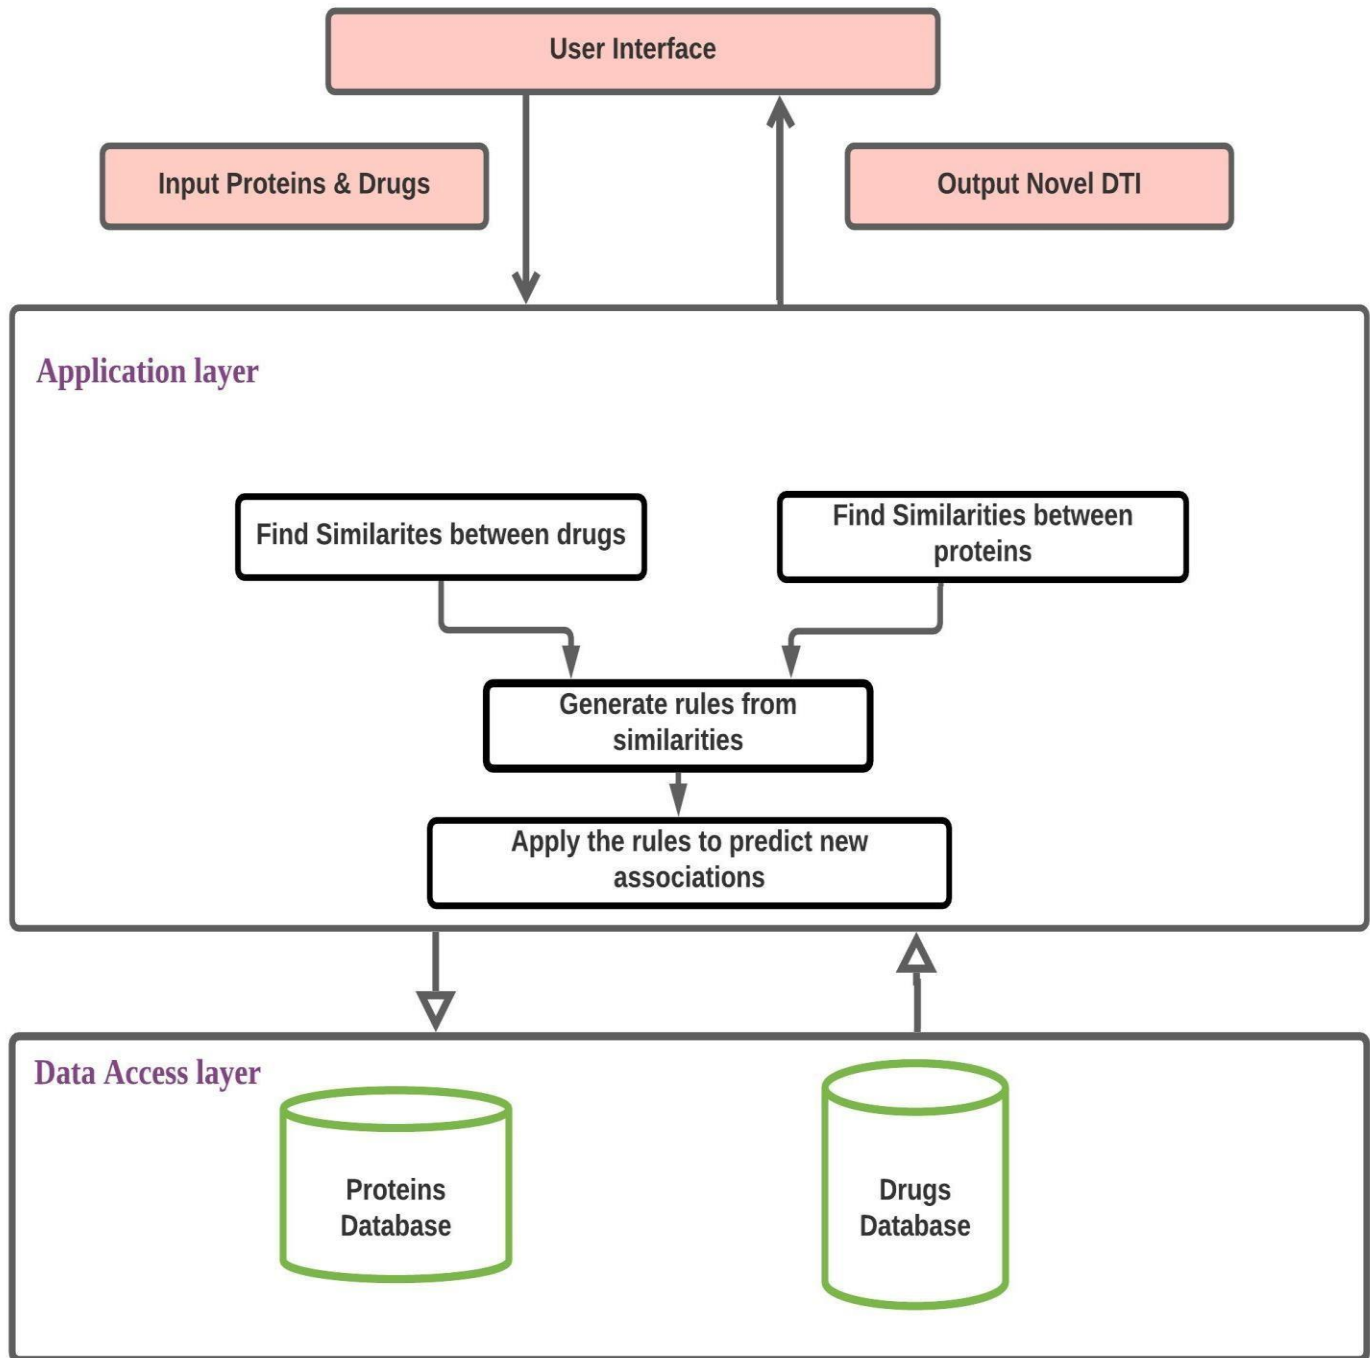 User Interface
Input Proteins & Drugs
Output Novel DTI
Application layer
Find Similarites between drugs
Find Similarities between
proteins
Generate rules from
similarities
Apply the rules to predict new
associations
Data Access layer
Proteins
Database
Drugs
Database